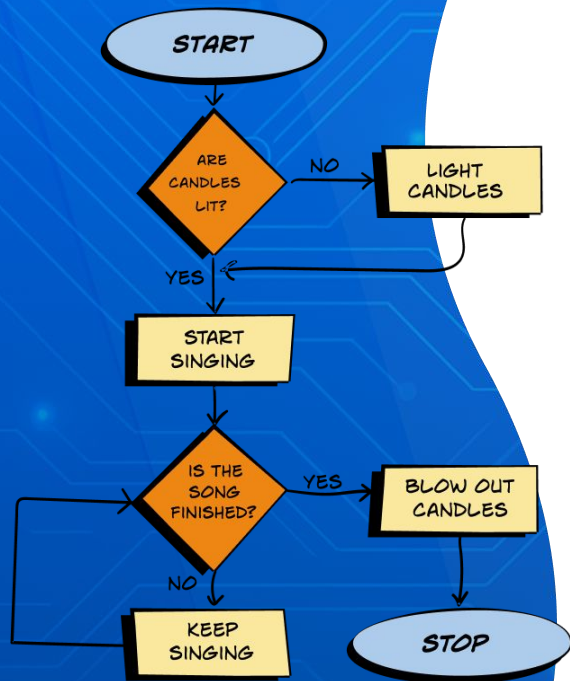 START
ARE
CANDLES
LIT?
NO
LIGHT
CANDLES
YES
START
SINGING
IS THE
SONG
FINISHED?
YES
BLOW OUT
CANDLES
NO
KEEP
SINGING
STOP